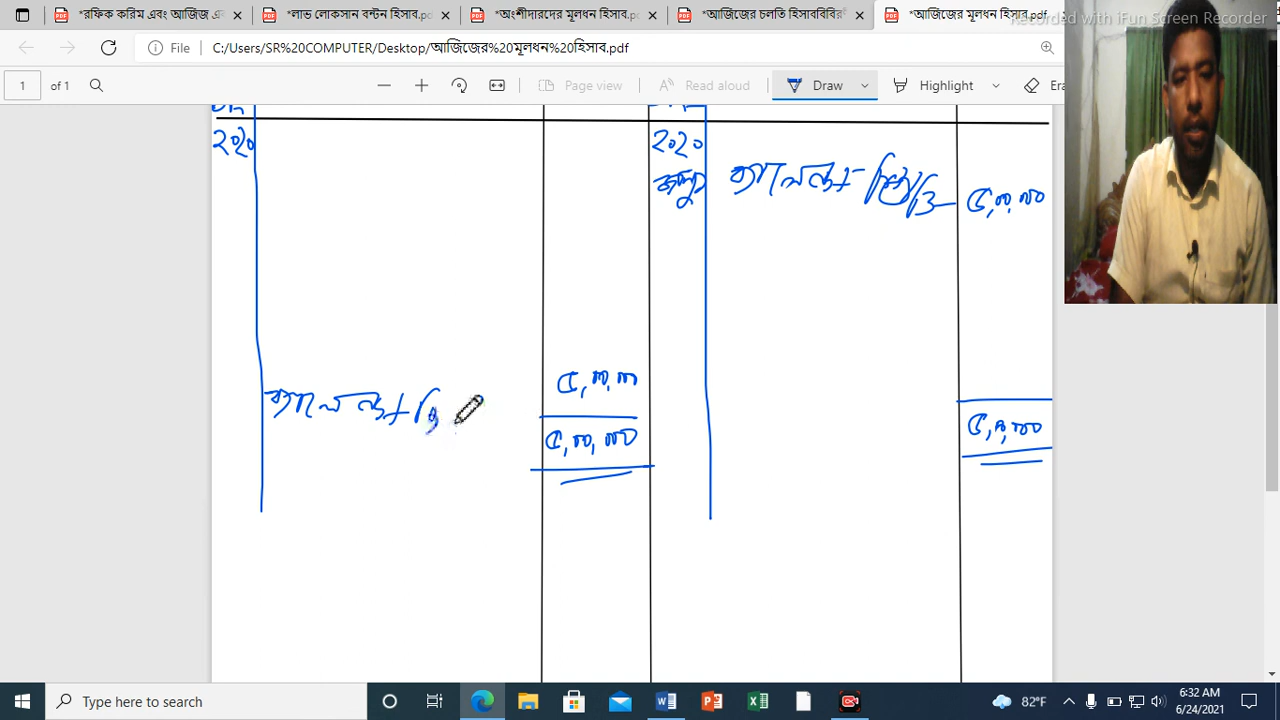 *রফিক করিম এবং আজিজ এ
*লাভ লোকসান বন্টন হিসাব.pdf
*অংশীদারদের মূলধন হিসাব.pdf
*আজিজের চলতি হিসাববিবির
*আজিজের মূলধন হিসাব.pdf
Recorded with iFun Screen Recorder
File
C:/Users/SR%20COMPUTER/Desktop/আজিজের%20মূলধন%20হিসাব.pdf
1 of 1
Page view
Read aloud
Draw
Highlight
Era
২০২০
২০২০
জানু
ব্যালেন্স বি/ডি
৫,০০,০০০
ব্যালেন্স
৫,০০,০০০
৫,০০,০০০
৫,০০,০০০
Type here to search
82°F
6:32 AM
6/24/2021